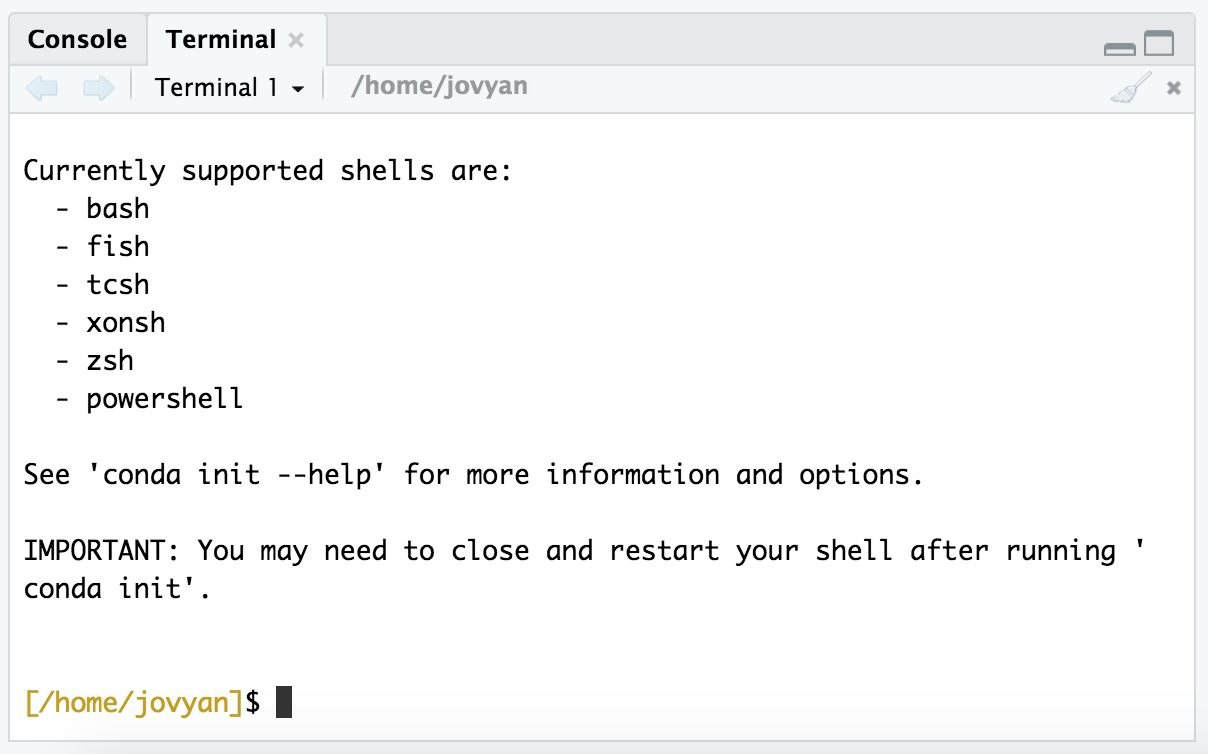 Console Terminal ×
Terminal 1 /home/jovyan
Currently supported shells are:
  - bash
  - fish
  - tcsh
  - xonsh
  - zsh
  - powershell
See 'conda init --help' for more information and options.
IMPORTANT: You may need to close and restart your shell after running '
conda init'.
[/home/jovyan]$